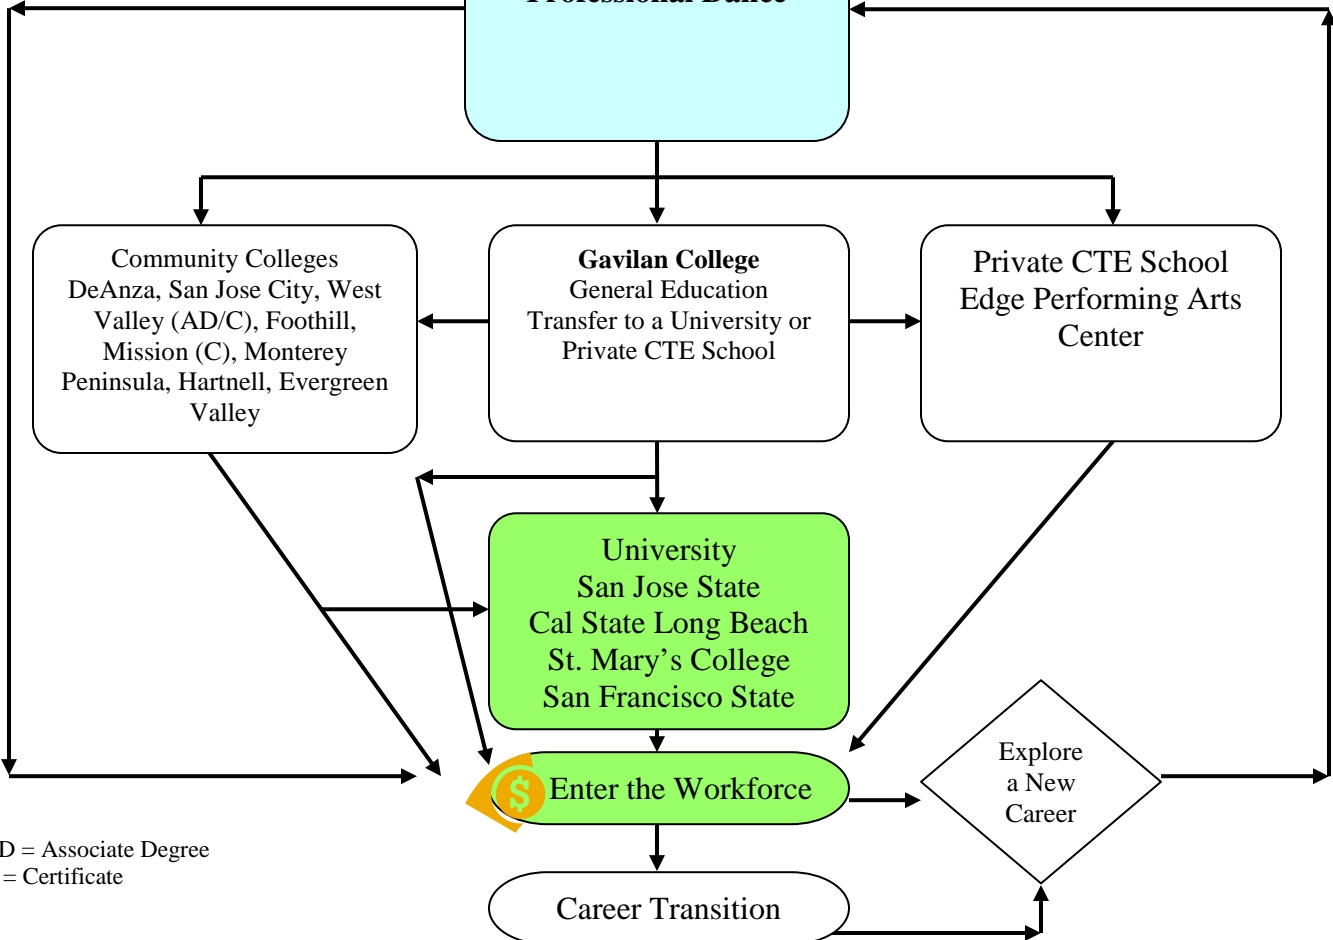 Professional Dance
Community Colleges
DeAnza, San Jose City, West
Valley (AD/C), Foothill,
Mission (C), Monterey
Peninsula, Hartnell, Evergreen
Valley
Gavilan College
General Education
Transfer to a University or
Private CTE School
Private CTE School
Edge Performing Arts
Center
University
San Jose State
Cal State Long Beach
St. Mary’s College
San Francisco State
$ Enter the Workforce
Explore
a New
Career
D = Associate Degree
= Certificate
Career Transition